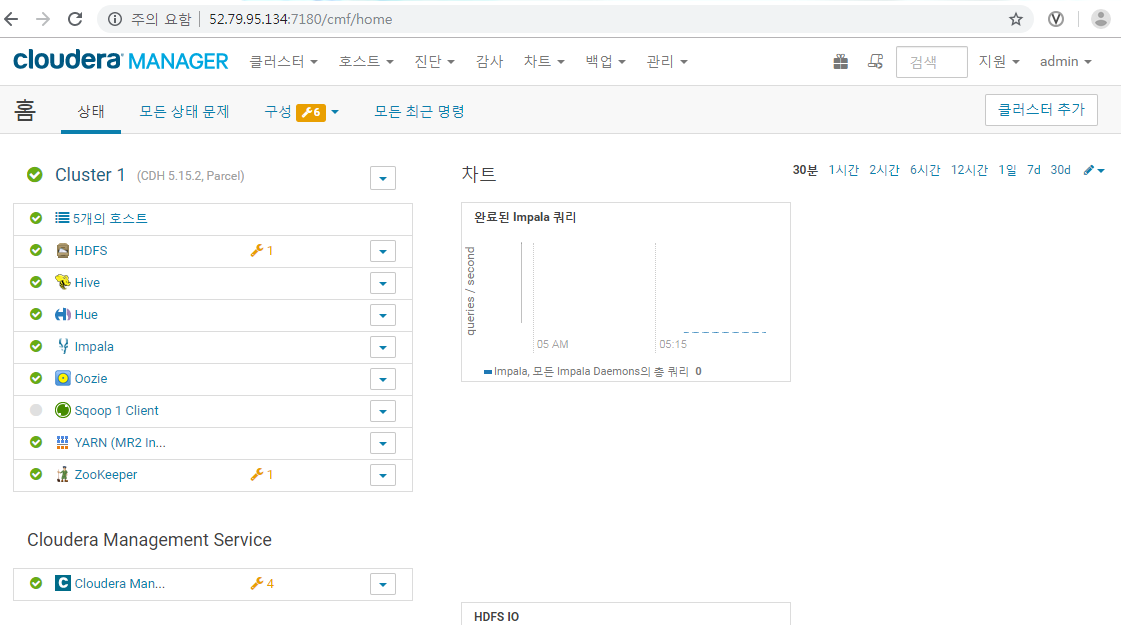 주의 요함 52.79.95.134:7180/cmf/home
cloudera MANAGER 클러스터 호스트 진단 감사 차트 백업 관리 검색 지원 admin
홈 상태 모든 상태 문제 구성 6 모든 최근 명령 클러스터 추가
Cluster 1 (CDH 5.15.2, Parcel)
5개의 호스트
HDFS 1
Hive
Hue
Impala
Oozie
Sqoop 1 Client
YARN (MR2 In...
ZooKeeper 1
Cloudera Management Service
C Cloudera Man... 4
차트 30분 1시간 2시간 6시간 12시간 1일 7d 30d
완료된 Impala 쿼리
queries / second
05 AM 05:15
Impala, 모든 Impala Daemons의 총 쿼리 0
HDFS IO